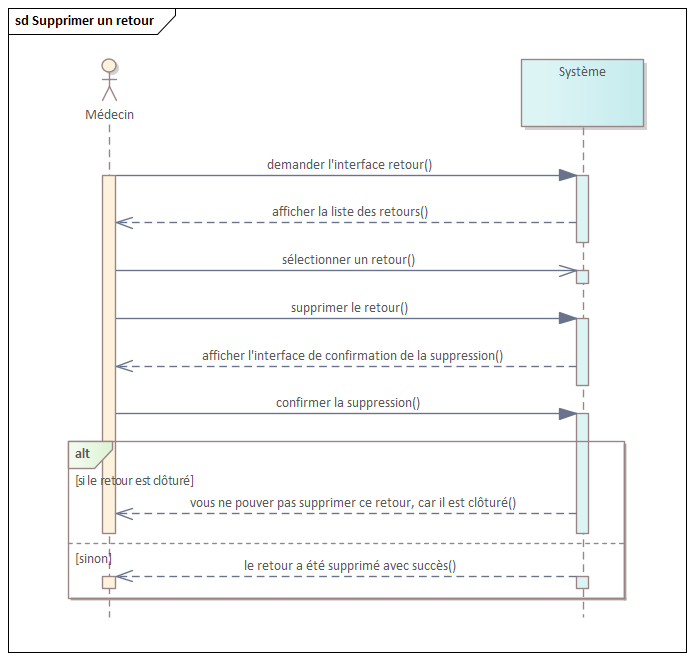 sd Supprimer un retour
Système
Médecin
demander l'interface retour()
afficher la liste des retours()
sélectionner un retour()
supprimer le retour()
afficher l'interface de confirmation de la suppression()
confirmer la suppression()
alt
[si le retour est clôturé]
vous ne pouver pas supprimer ce retour, car il est clôturé()
[sinon]
le retour a été supprimé avec succès()